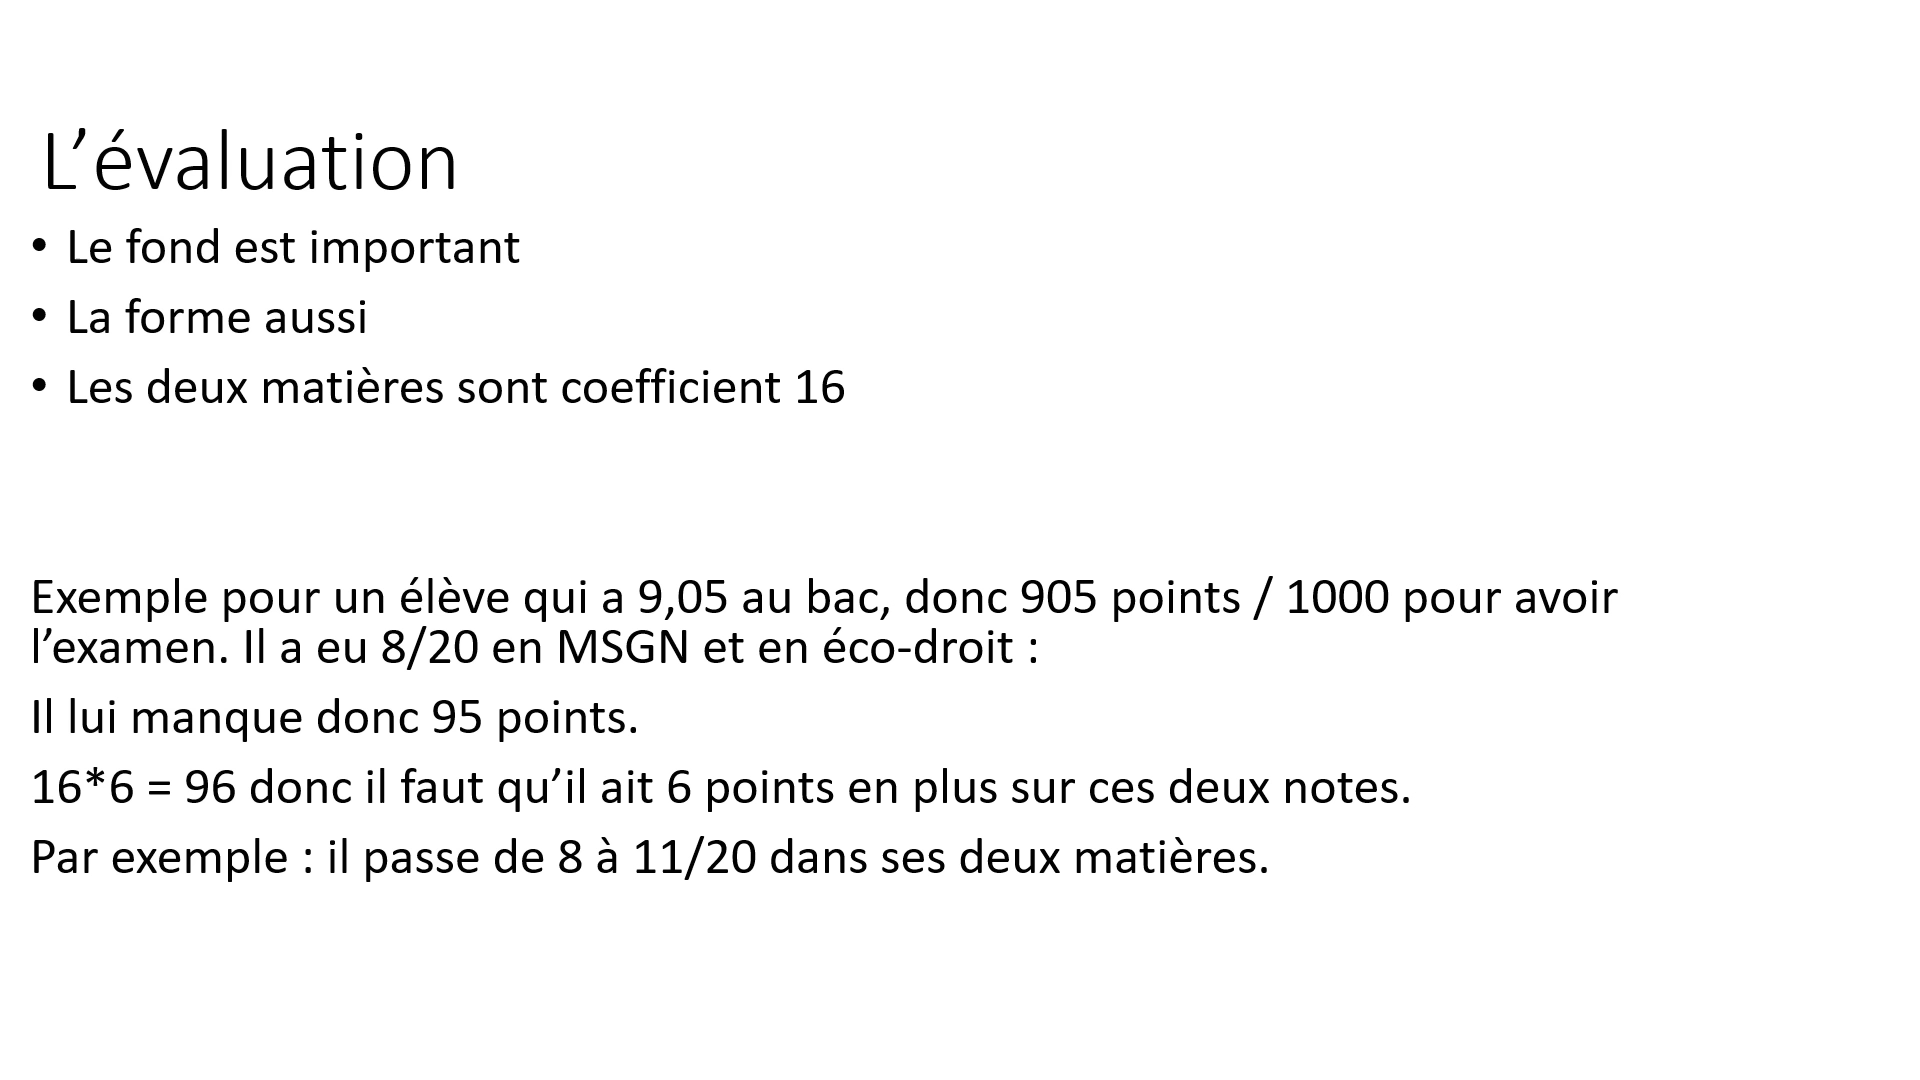 L’évaluation
• Le fond est important
• La forme aussi
• Les deux matières sont coefficient 16
Exemple pour un élève qui a 9,05 au bac, donc 905 points / 1000 pour avoir
l’examen. Il a eu 8/20 en MSGN et en éco-droit :
Il lui manque donc 95 points.
16*6 = 96 donc il faut qu’il ait 6 points en plus sur ces deux notes.
Par exemple : il passe de 8 à 11/20 dans ses deux matières.